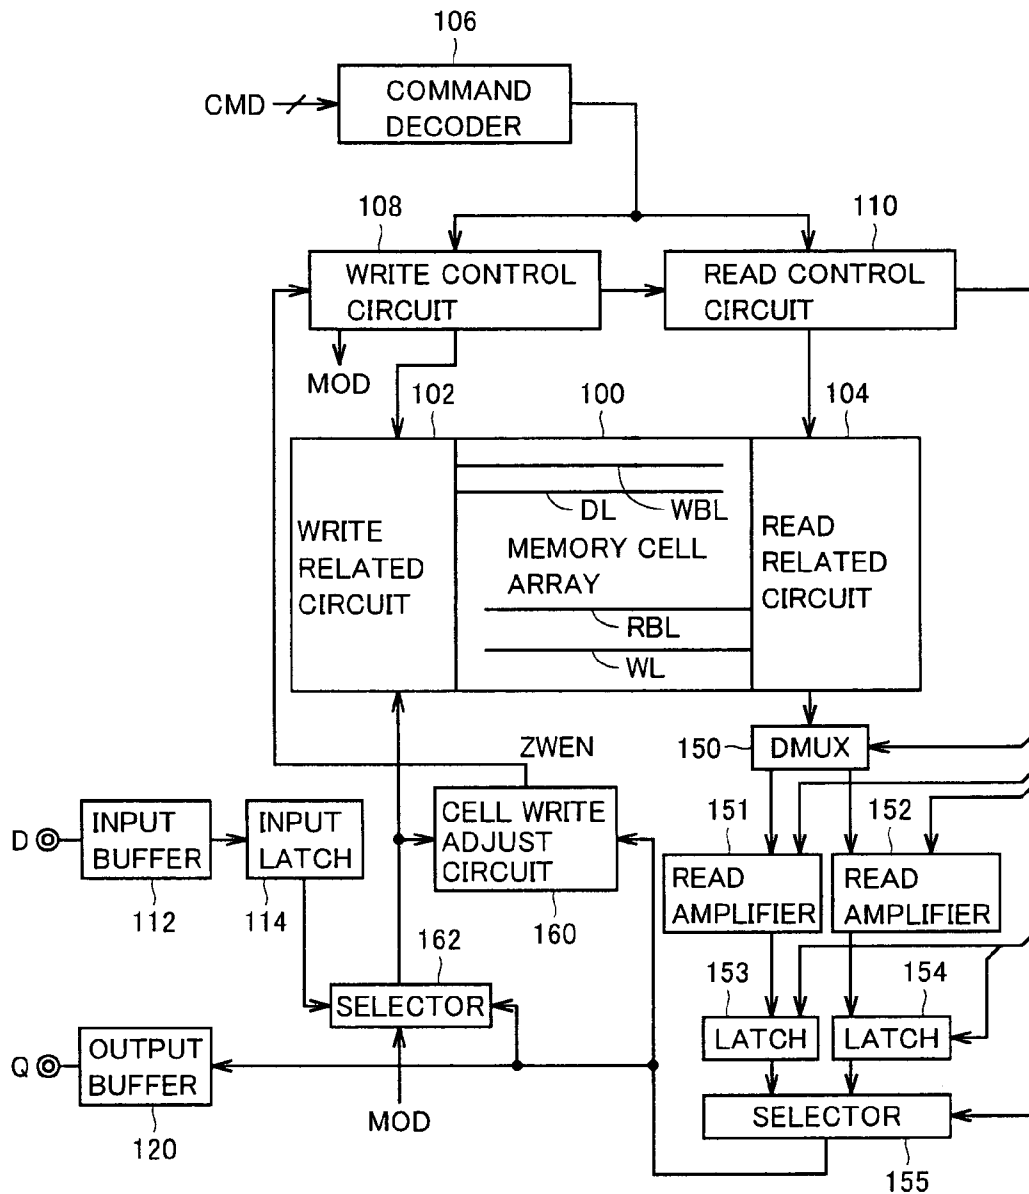 106
CMD
COMMAND
DECODER
108
110
WRITE CONTROL
CIRCUIT
READ CONTROL
CIRCUIT
MOD
102
100
104
WRITE
RELATED
CIRCUIT
DL
WBL
MEMORY CELL
ARRAY
RBL
WL
READ
RELATED
CIRCUIT
ZWEN
150
DMUX
D
INPUT
BUFFER
112
INPUT
LATCH
114
CELL WRITE
ADJUST
CIRCUIT
160
151
152
READ
AMPLIFIER
READ
AMPLIFIER
162
SELECTOR
153
154
LATCH
LATCH
Q
OUTPUT
BUFFER
120
MOD
SELECTOR
155